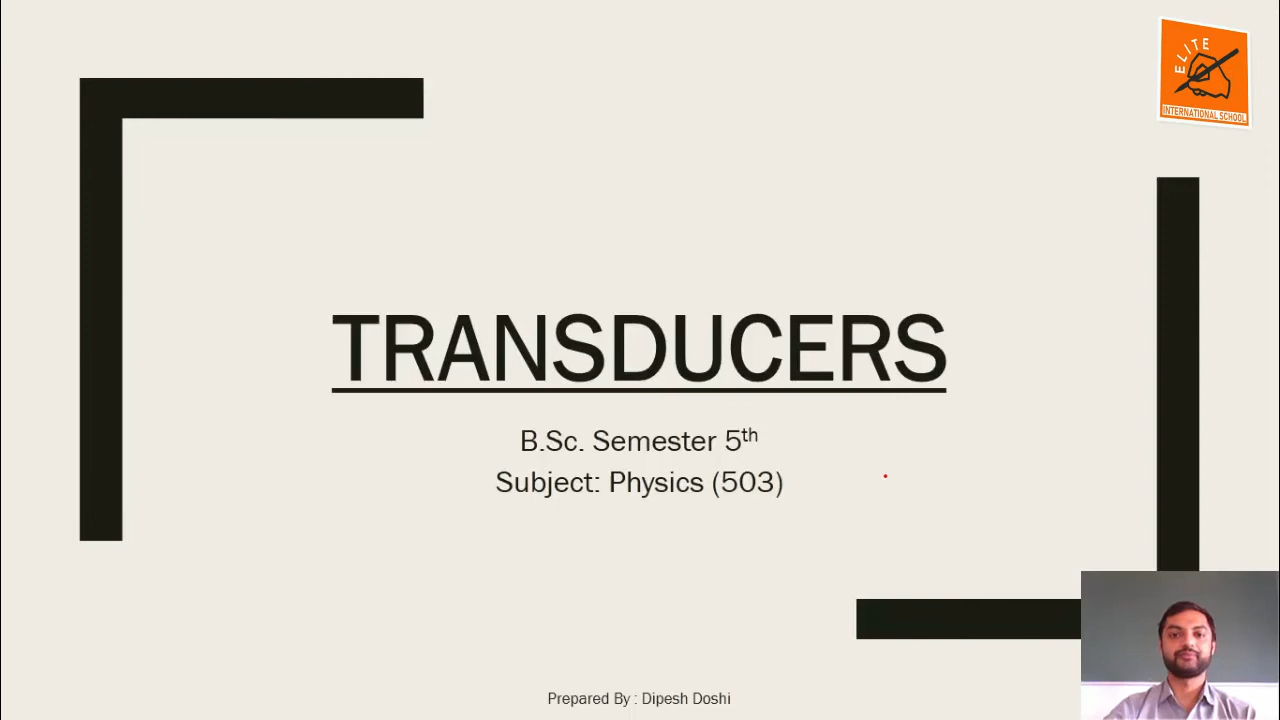 ELITE
INTERNATIONAL SCHOOL
TRANSDUCERS
B.Sc. Semester 5th
Subject: Physics (503)
Prepared By : Dipesh Doshi